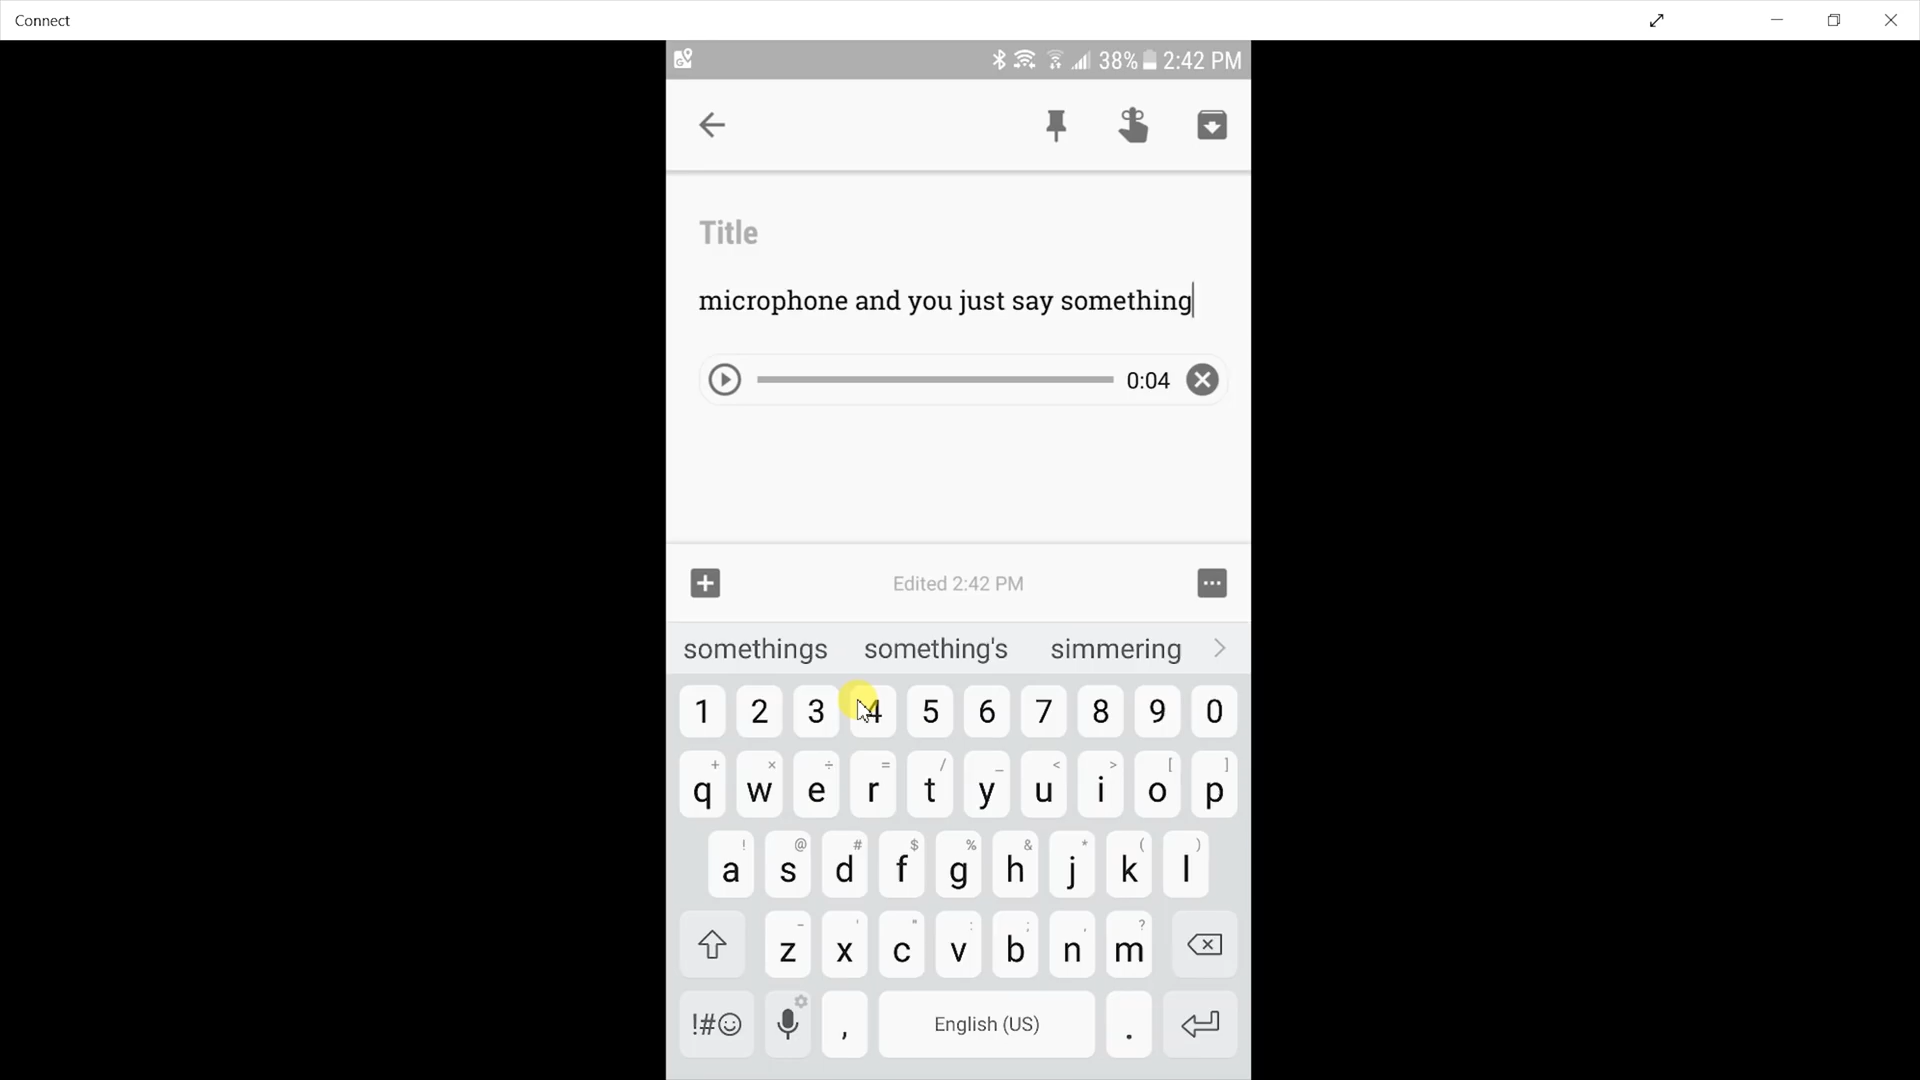 Connect
38% 2:42 PM
Title
microphone and you just say something
0:04
Edited 2:42 PM
somethings something's simmering
1 2 3 4 5 6 7 8 9 0
+ × ÷ = / _ < > [ ]
q w e r t y u i o p
! @ # $ % & * ( )
a s d f g h j k l
- ' " : ; , ?
z x c v b n m
!#☺ , English (US) .